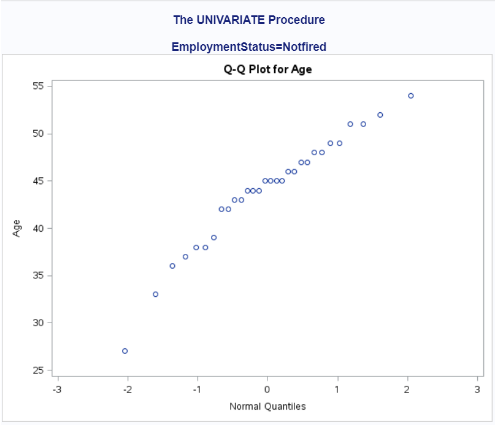 The UNIVARIATE Procedure
EmploymentStatus=Notfired
Q-Q Plot for Age
55
50
45
40
35
30
25
Age
-3 -2 -1 0 1 2 3
Normal Quantiles